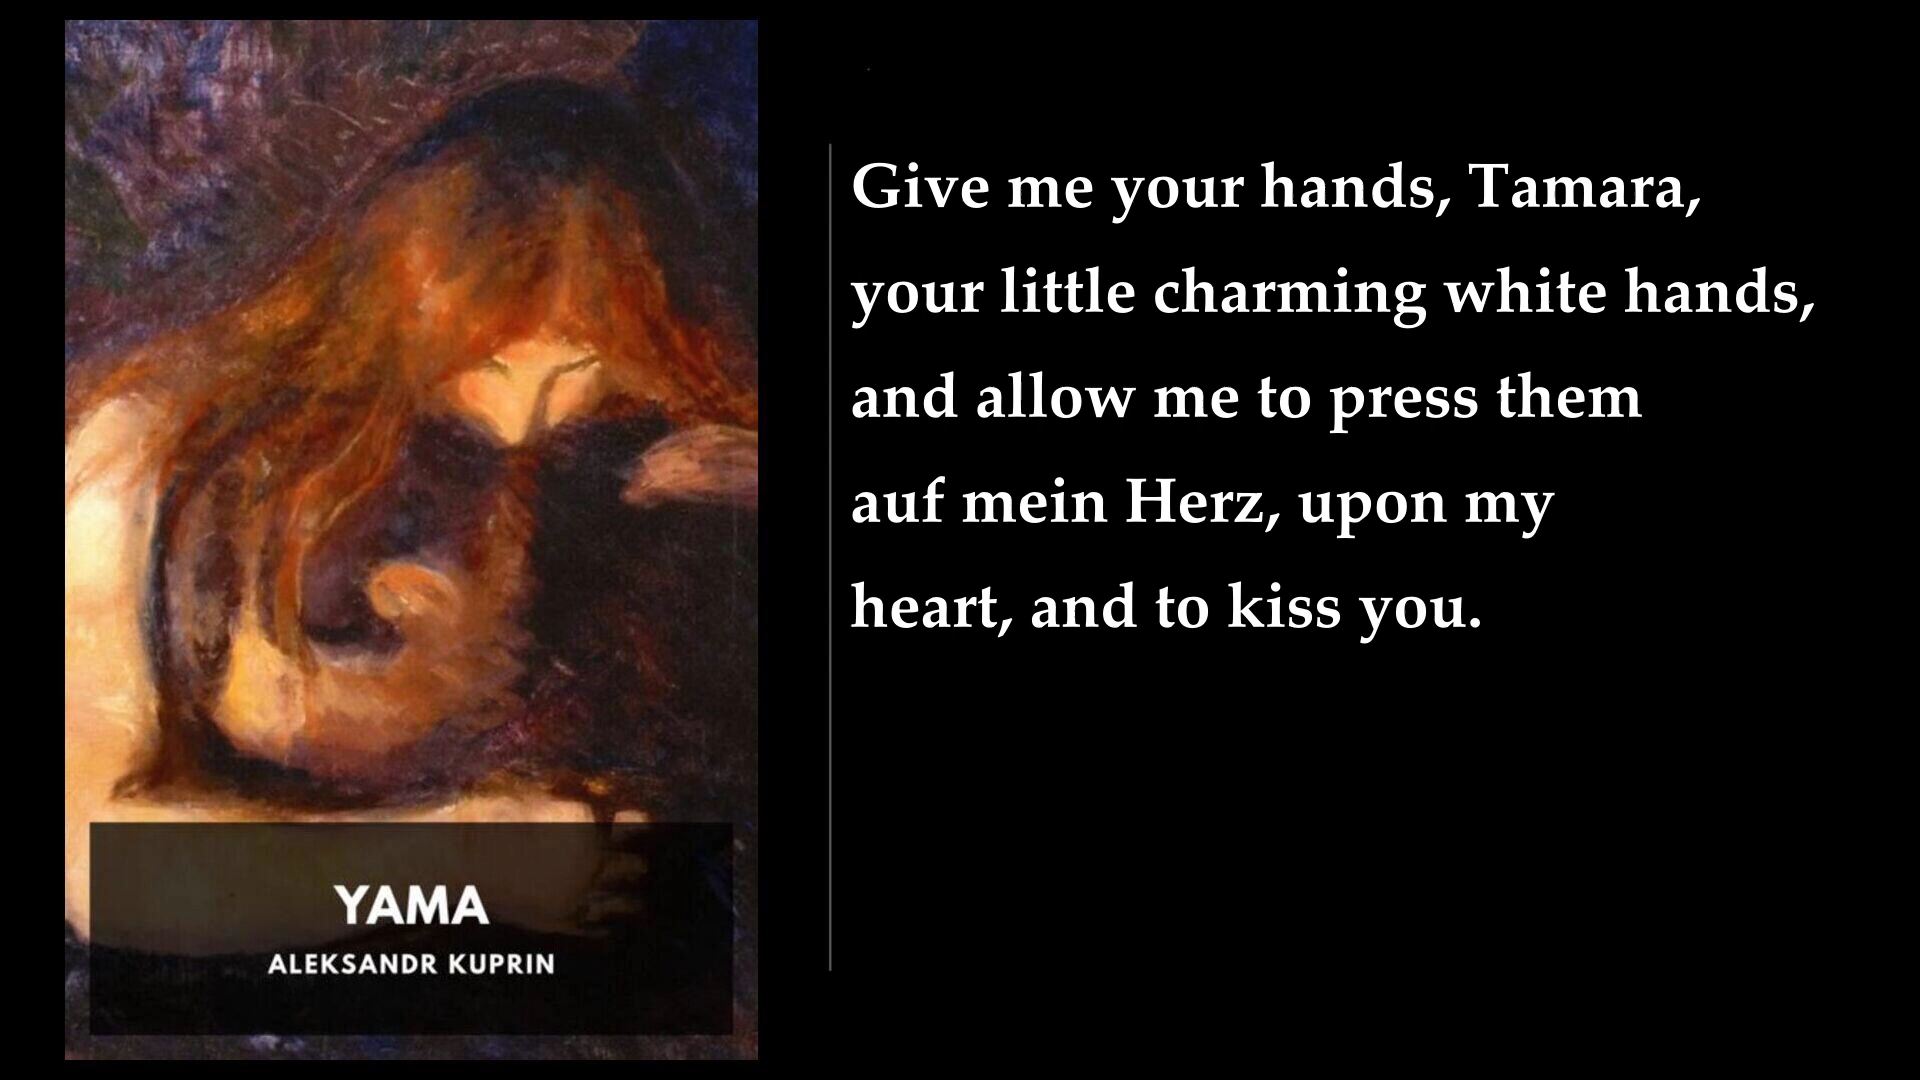 Give me your hands, Tamara,
your little charming white hands,
and allow me to press them
auf mein Herz, upon my
heart, and to kiss you.
YAMA
ALEKSANDR KUPRIN